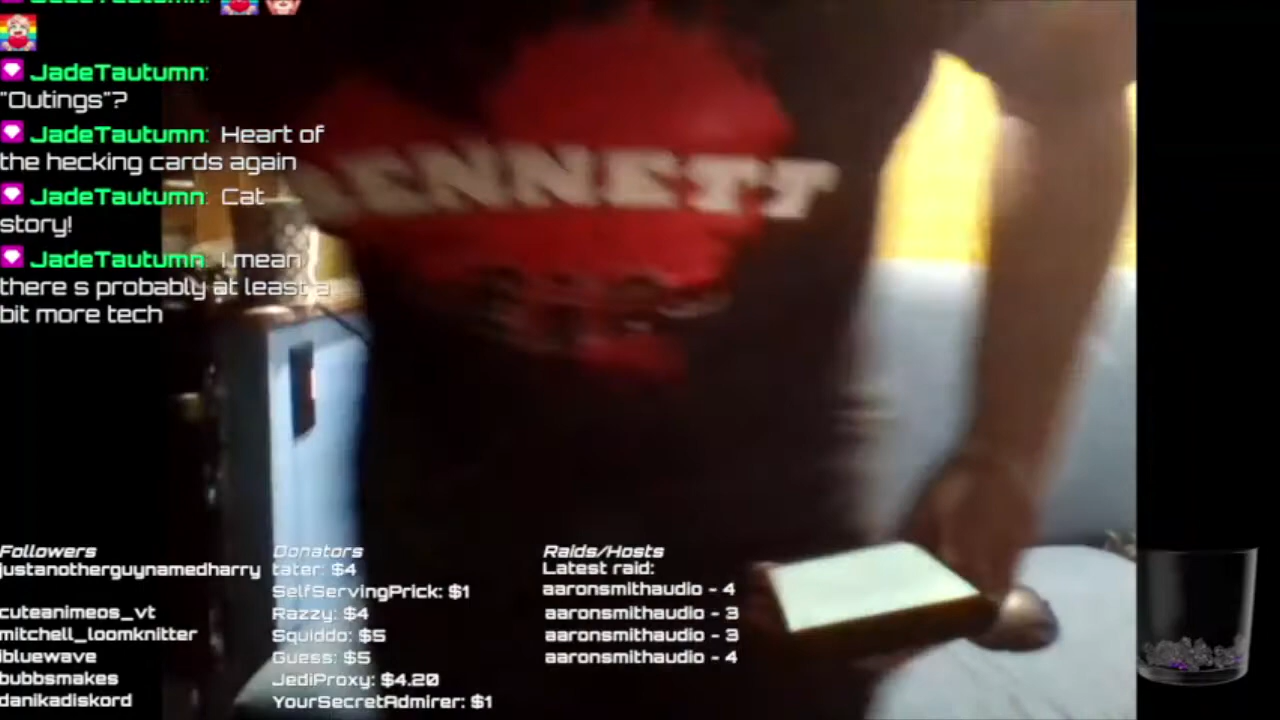 JadeTautumn:
"Outings"?
JadeTautumn: Heart of
the hecking cards again
JadeTautumn: Cat
story!
JadeTautumn: I mean
there s probably at least a
bit more tech
BENNETT
Followers
justanotherguynamedharry
cuteanimeos_vt
mitchell_loomknitter
ibluewave
bubbsmakes
danikadiskord
Donators
tater: $4
SelfServingPrick: $1
Razzy: $4
Squiddo: $5
Guess: $5
JediProxy: $4.20
YourSecretAdmirer: $1
Raids/Hosts
Latest raid:
aaronsmithaudio - 4
aaronsmithaudio - 3
aaronsmithaudio - 3
aaronsmithaudio - 4